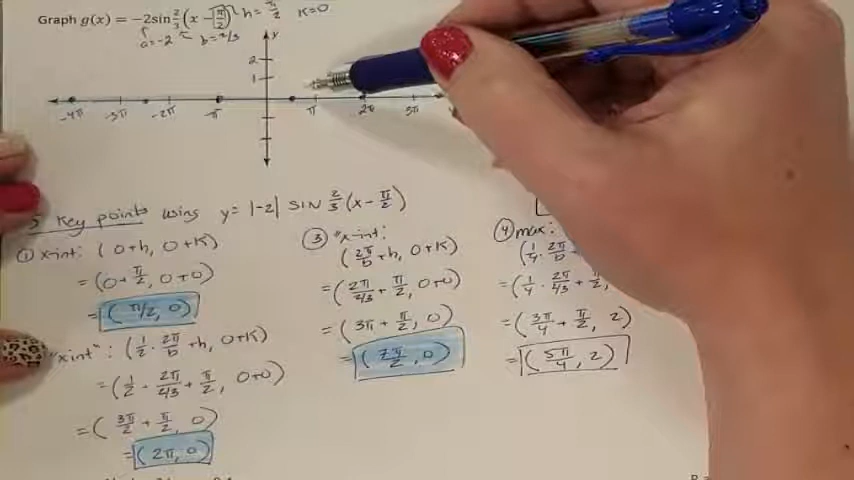 Graph g(x) = -2sin 2/3 (x - π/2) h = π/2 K=0
a=-2 b=2/3
y
2
1
-4π -3π -2π -π π 2π 3π
5 Key points using y= |-2| SIN 2/3 (x - π/2)
① x-int: (0+h, 0+K)
= (0+π/2, 0+0)
= (π/2, 0)
"x int": (1/2 · 2π/b + h, 0+K)
= (1/2 · 2π/2/3 + π/2, 0+0)
= (3π/2 + π/2, 0)
= (2π, 0)
③ "x-int:
(2π/b + h, 0+K)
= (2π/2/3 + π/2, 0+0)
= (3π + π/2, 0)
= (7π/2, 0)
④ max:
(1/4 · 2π/b
= (1/4 · 2π/2/3 + π/2,
= (3π/4 + π/2, 2)
= (5π/4, 2)